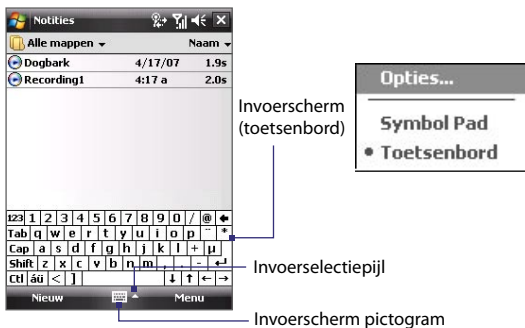 Notities
Alle mappen Naam
Dogbark 4/17/07 1.9s
Recording1 4:17 a 2.0s
123 1 2 3 4 5 6 7 8 9 0 / @
Tab q w e r t y u i o p ¨ *
Cap a s d f g h j k l + µ
Shift z x c v b n m , . - ↵
Ctl áü < ] ↓ ↑ ← →
Nieuw Menu
Invoerscherm
(toetsenbord)
Invoerselectiepijl
Invoerscherm pictogram
Opties...
Symbol Pad
Toetsenbord